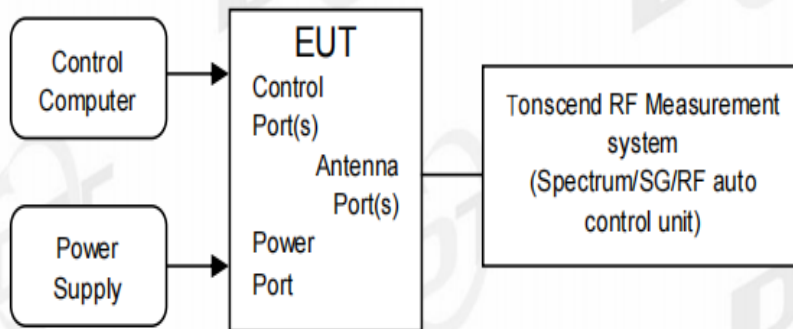 Control
Computer
Power
Supply
EUT
Control
Port(s)
Antenna
Port(s)
Power
Port
Tonscend RF Measurement
system
(Spectrum/SG/RF auto
control unit)